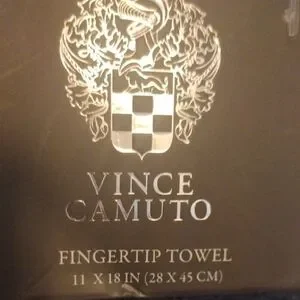 VINCE
CAMUTO
FINGERTIP TOWEL
11 X 18 IN (28 X 45 CM)